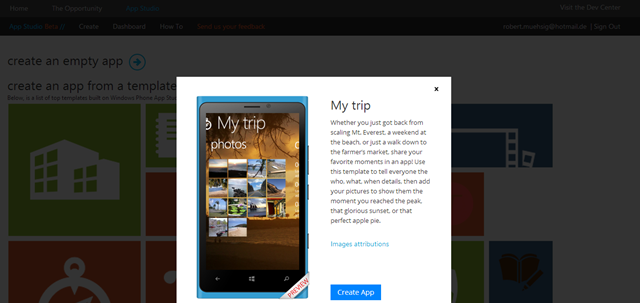 Home The Opportunity App Studio Visit the Dev Center
App Studio Beta Create Dashboard How To Send us your feedback robert.muehsig@hotmail.de | Sign Out
create an empty app
create an app from a template
Below, is a list of top templates built on Windows Phone App Stu
x
My trip
photos
PREVIEW
My trip
Whether you just got back from
scaling Mt. Everest, a weekend at
the beach, or just a walk down to
the farmer's market, share your
favorite moments in an app! Use
this template to tell everyone the
who, what, when details, then add
your pictures to show them the
moment you reached the peak,
that glorious sunset, or that
perfect apple pie.
Images attributions
Create App